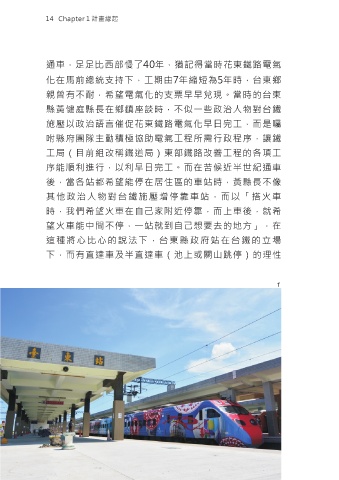 14 Chapter 1 計畫緣起
通車，足足比西部慢了40年，猶記得當時花東鐵路電氣
化在馬前總統支持下，工期由7年縮短為5年時，台東鄉
親曾有不耐，希望電氣化的支票早早兌現。當時的台東
縣黃健庭縣長在鄉鎮座談時，不似一些政治人物對台鐵
施壓以政治語言催促花東鐵路電氣化早日完工，而是囑
咐縣府團隊主動積極協助電氣工程所需行政程序，讓鐵
工局（目前組改稱鐵道局）東部鐵路改善工程的各項工
序能順利進行，以利早日完工。而在苦候近半世紀通車
後，當各站都希望能停在居住區的車站時，黃縣長不像
其他政治人物對台鐵施壓增停靠車站，而以「搭火車
時，我們希望火車在自己家附近停靠，而上車後，就希
望火車能中間不停，一站就到自己想要去的地方」，在
這種將心比心的說法下，台東縣政府站在台鐵的立場
下，而有直達車及半直達車（池上或關山跳停）的理性
1
臺東站